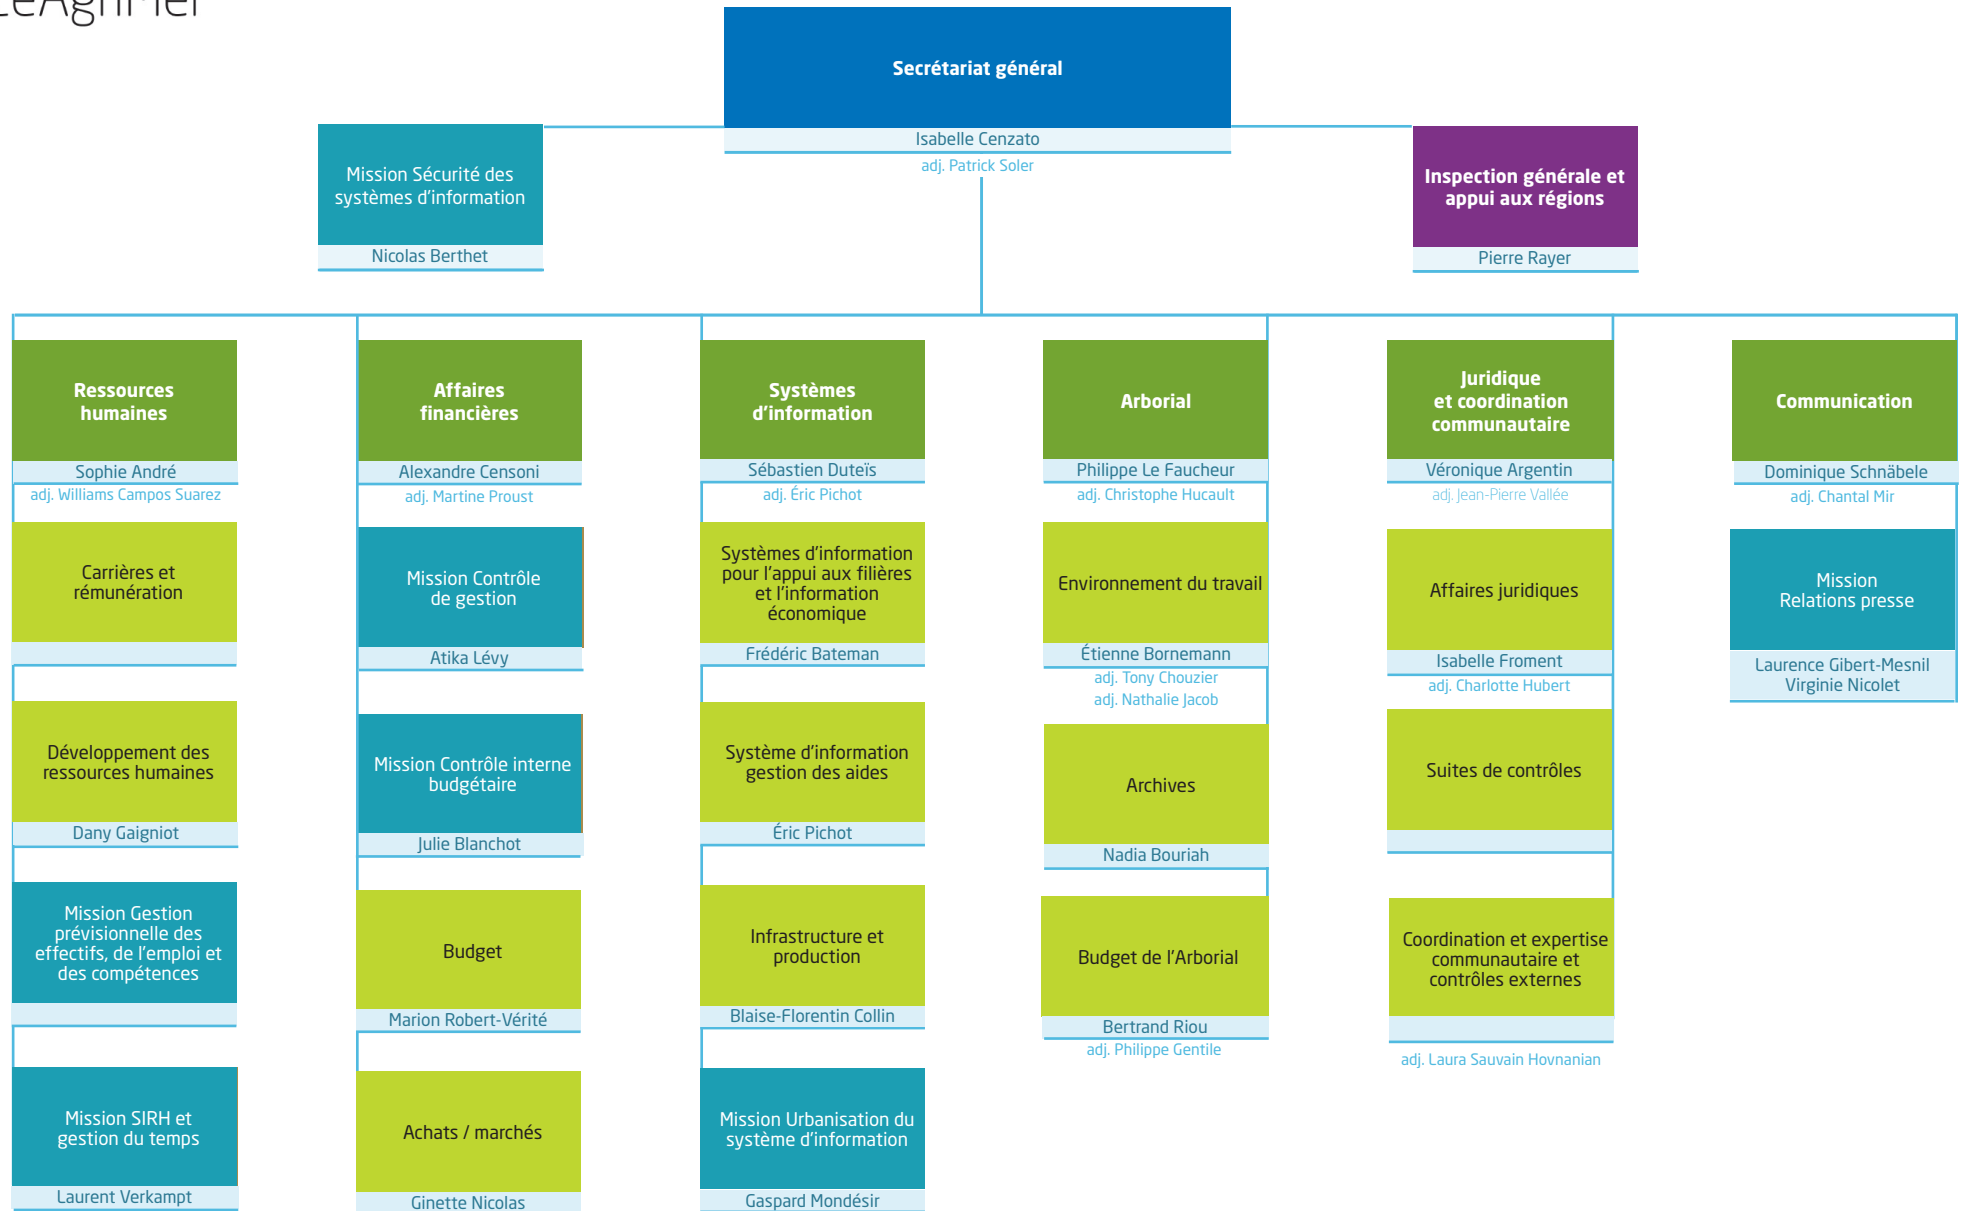 Secrétariat général
Isabelle Cenzato
adj. Patrick Soler
Mission Sécurité des
systèmes d'information
Nicolas Berthet
Inspection générale et
appui aux régions
Pierre Rayer
Ressources
humaines
Sophie André
adj. Williams Campos Suarez
Carrières et
rémunération
Développement des
ressources humaines
Dany Gaigniot
Mission Gestion
prévisionnelle des
effectifs, de l'emploi et
des compétences
Mission SIRH et
gestion du temps
Laurent Verkampt
Affaires
financières
Alexandre Censoni
adj. Martine Proust
Mission Contrôle
de gestion
Atika Lévy
Mission Contrôle interne
budgétaire
Julie Blanchot
Budget
Marion Robert-Vérité
Achats / marchés
Ginette Nicolas
Systèmes
d'information
Sébastien Duteïs
adj. Éric Pichot
Systèmes d'information
pour l'appui aux filières
et l'information
économique
Frédéric Bateman
Système d'information
gestion des aides
Éric Pichot
Infrastructure et
production
Blaise-Florentin Collin
Mission Urbanisation du
système d'information
Gaspard Mondésir
Arborial
Philippe Le Faucheur
adj. Christophe Hucault
Environnement du travail
Étienne Bornemann
adj. Tony Chouzier
adj. Nathalie Jacob
Archives
Nadia Bouriah
Budget de l'Arborial
Bertrand Riou
adj. Philippe Gentile
Juridique
et coordination
communautaire
Véronique Argentin
adj. Jean-Pierre Vallée
Affaires juridiques
Isabelle Froment
adj. Charlotte Hubert
Suites de contrôles
Coordination et expertise
communautaire et
contrôles externes
adj. Laura Sauvain Hovnanian
Communication
Dominique Schnäbele
adj. Chantal Mir
Mission
Relations presse
Laurence Gibert-Mesnil
Virginie Nicolet